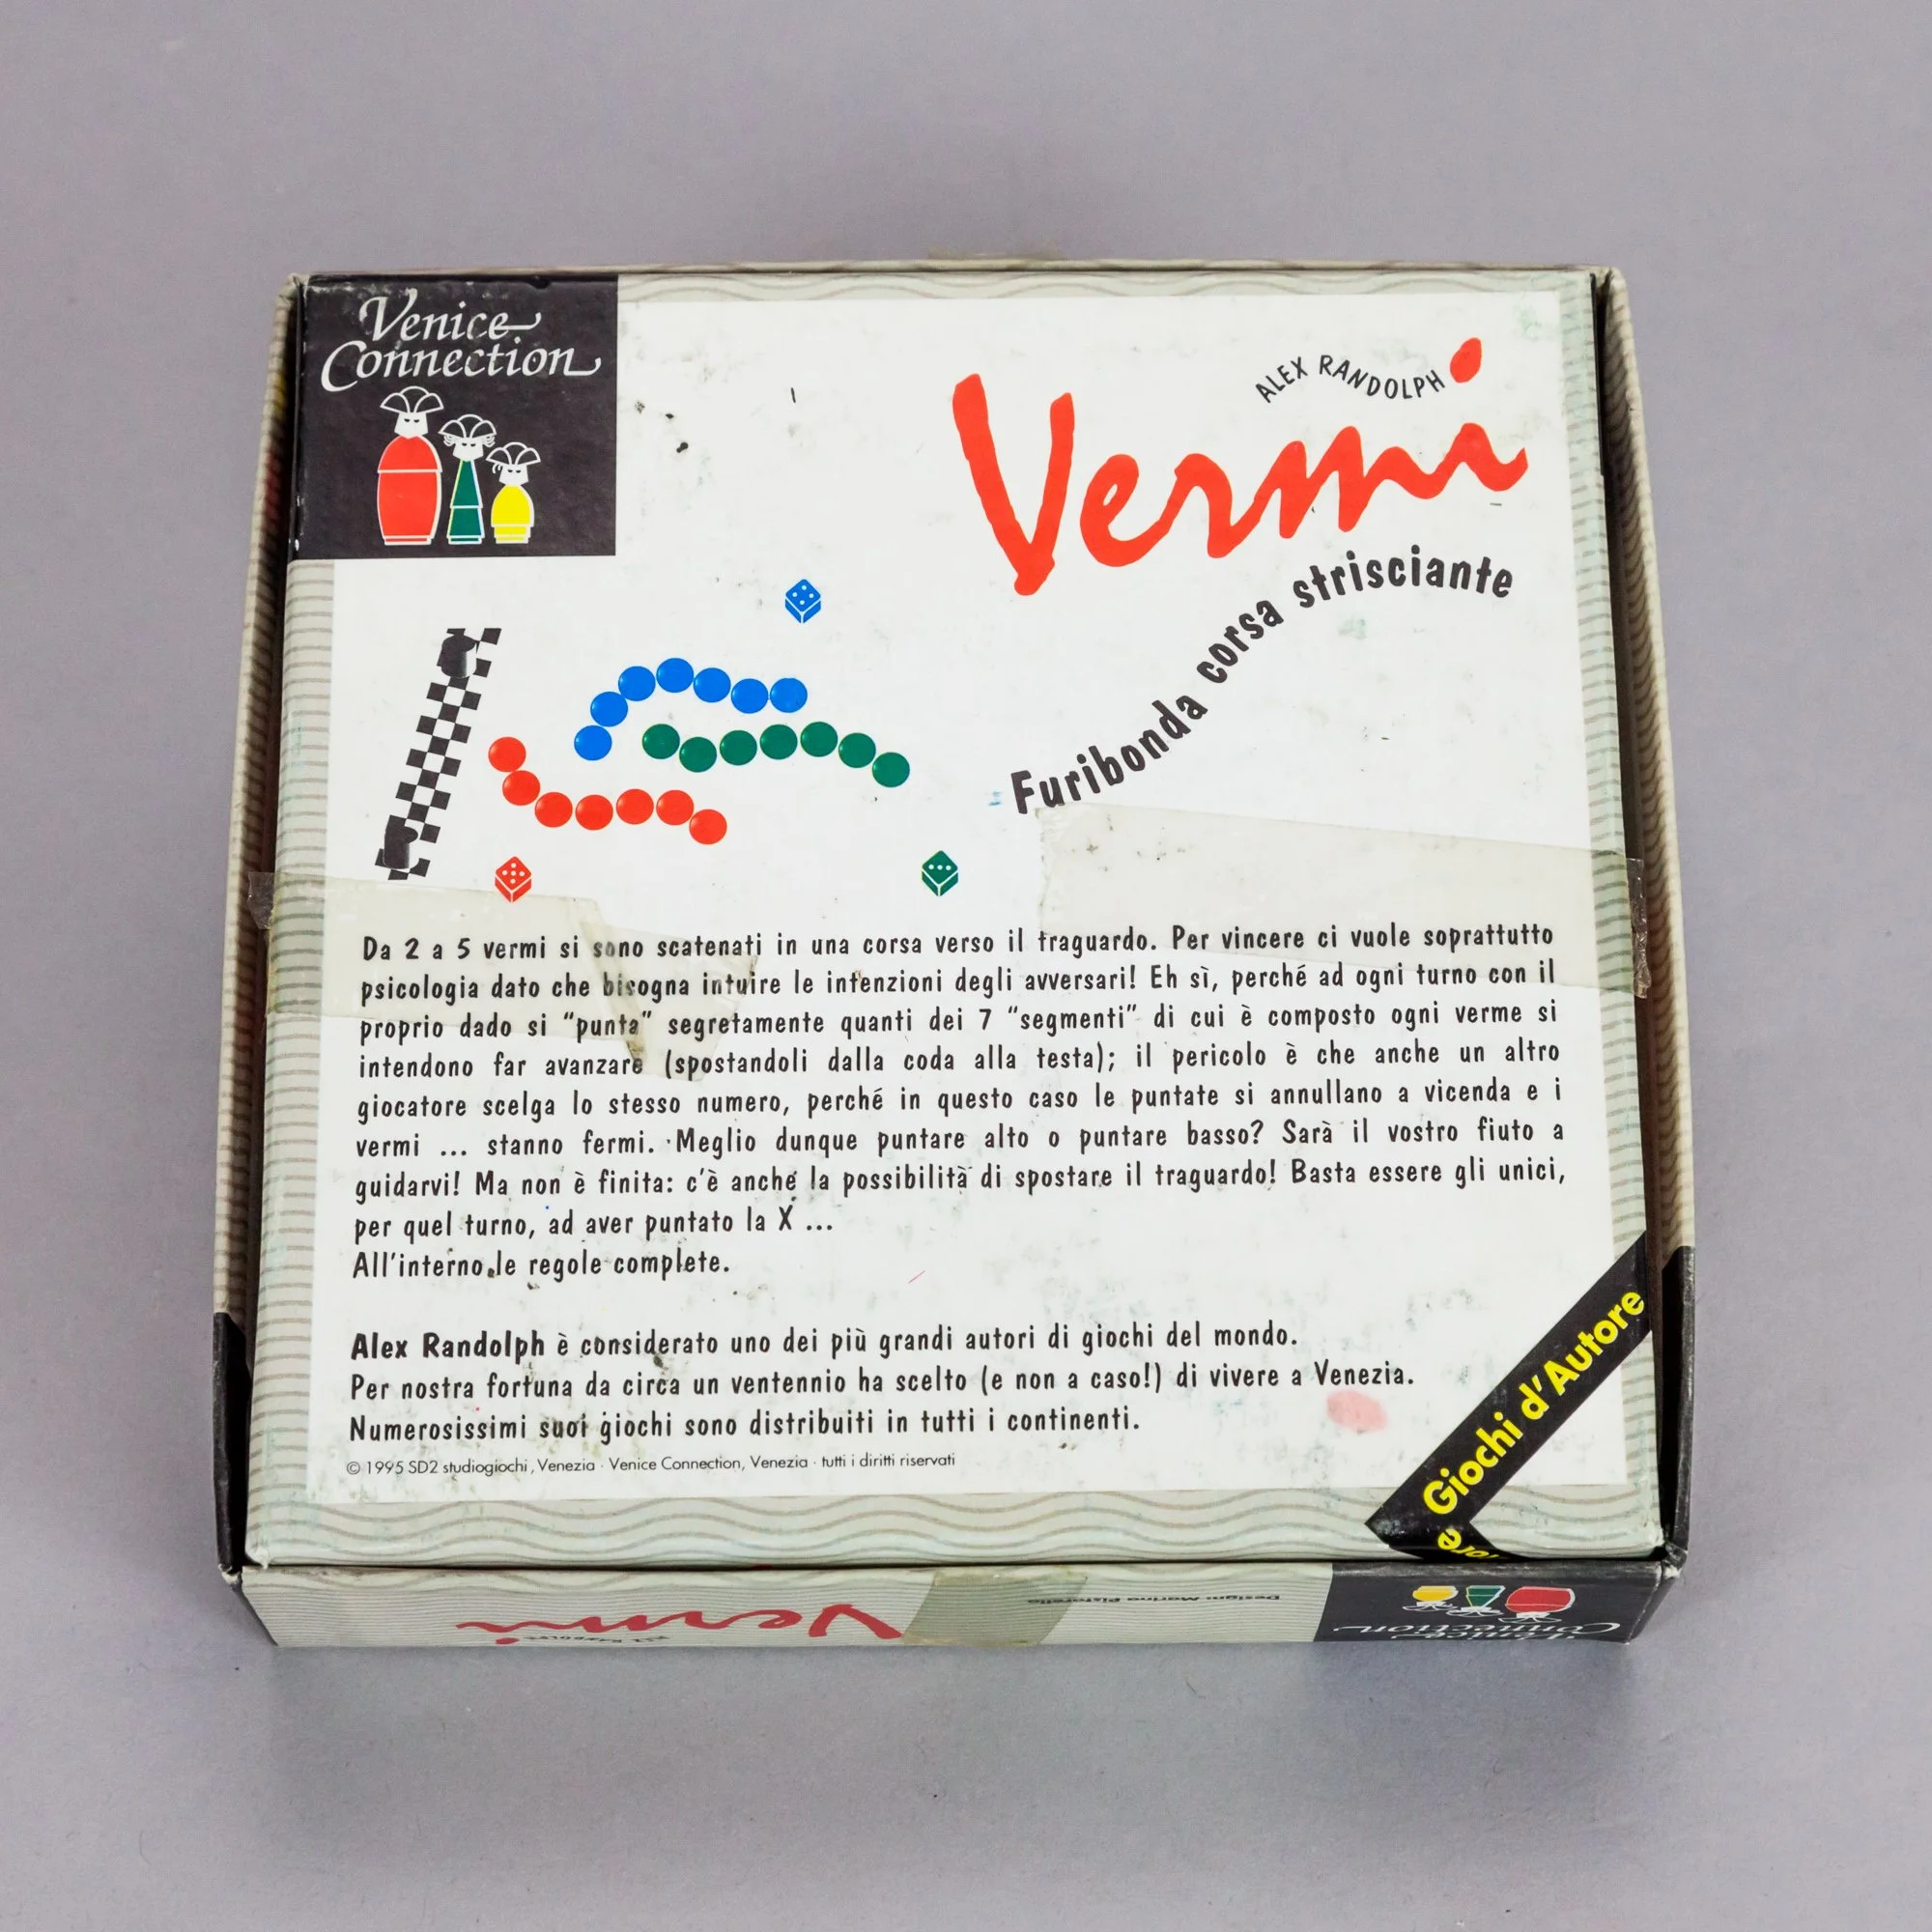 Venice
Connection
ALEX RANDOLPH
Vermi
Furibonda corsa strisciante
Da 2 a 5 vermi si sono scatenati in una corsa verso il traguardo. Per vincere ci vuole soprattutto
psicologia dato che bisogna intuire le intenzioni degli avversari! Eh sì, perché ad ogni turno con il
proprio dado si “punta” segretamente quanti dei 7 “segmenti” di cui è composto ogni verme si
intendono far avanzare (spostandoli dalla coda alla testa); il pericolo è che anche un altro
giocatore scelga lo stesso numero, perché in questo caso le puntate si annullano a vicenda e i
vermi ... stanno fermi. Meglio dunque puntare alto o puntare basso? Sarà il vostro fiuto a
guidarvi! Ma non è finita: c'è anche la possibilità di spostare il traguardo! Basta essere gli unici,
per quel turno, ad aver puntato la X ...
All'interno le regole complete.
Alex Randolph è considerato uno dei più grandi autori di giochi del mondo.
Per nostra fortuna da circa un ventennio ha scelto (e non a caso!) di vivere a Venezia.
Numerosissimi suoi giochi sono distribuiti in tutti i continenti.
© 1995 SD2 studiogiochi, Venezia · Venice Connection, Venezia · tutti i diritti riservati
Giochi d'Autore
Vermi
Design: Marino Pistorello
Venice
Connection